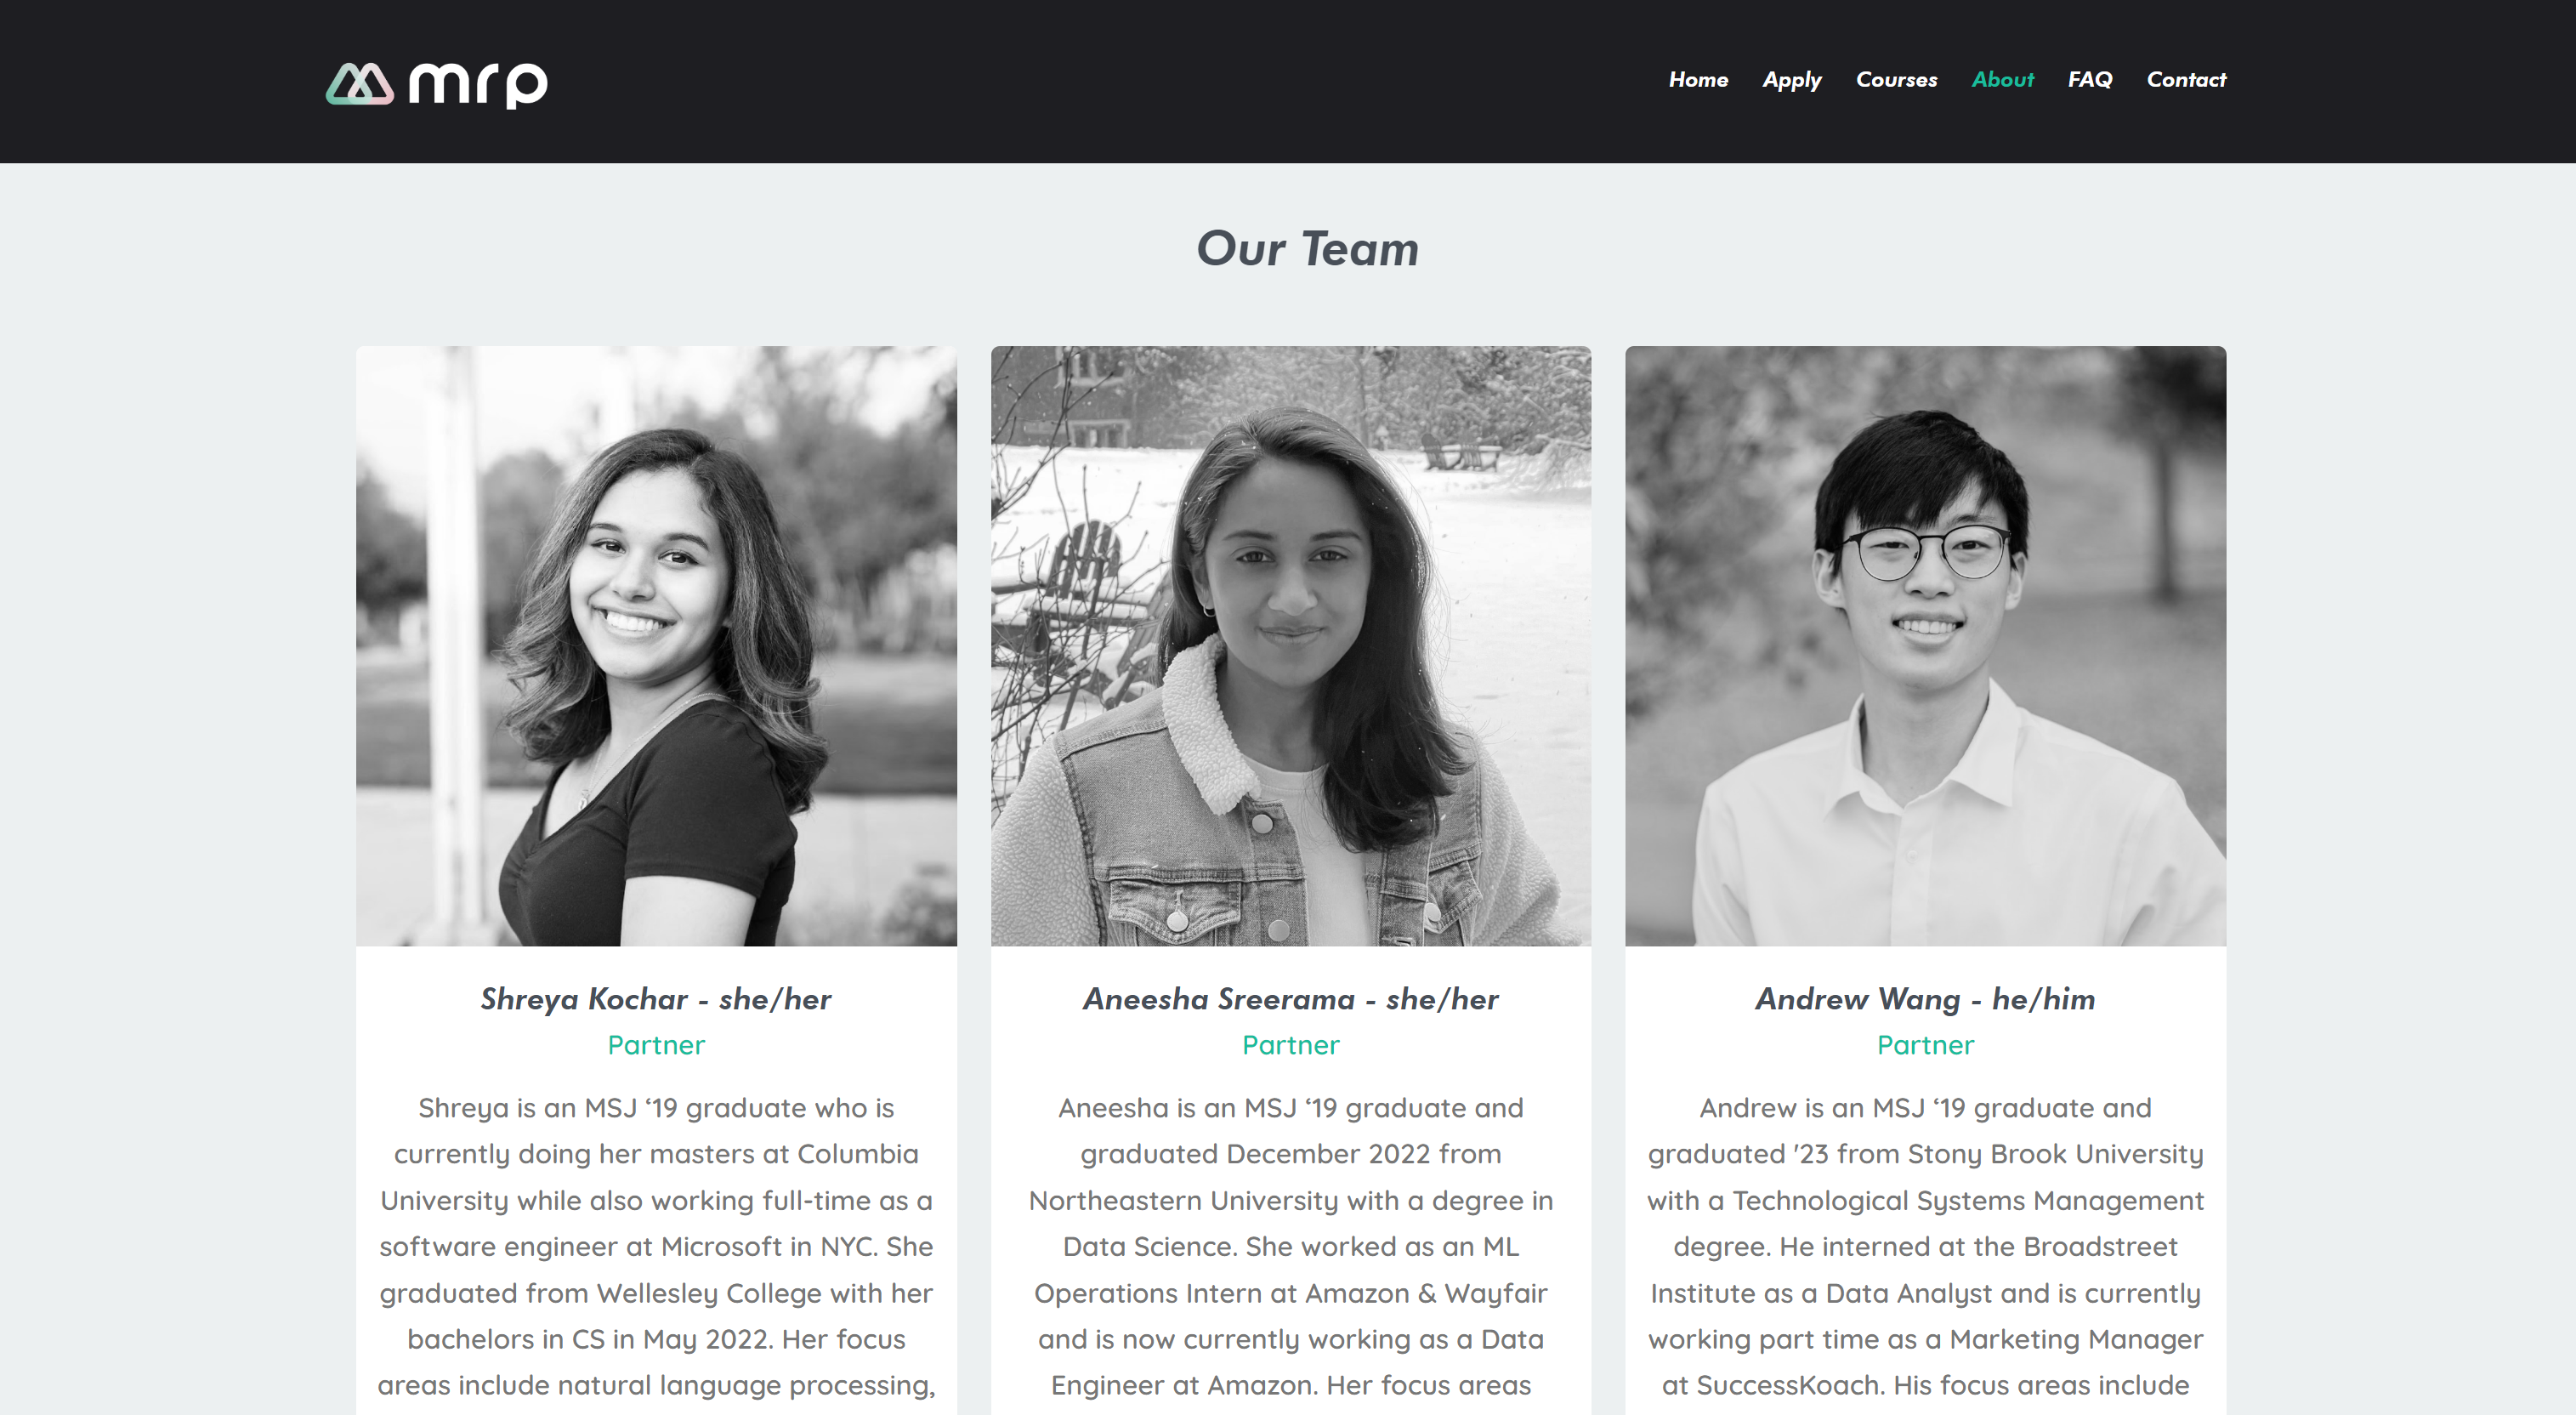 mrp
Home Apply Courses About FAQ Contact
Our Team
Shreya Kochar - she/her
Partner
Shreya is an MSJ ‘19 graduate who is
currently doing her masters at Columbia
University while also working full-time as a
software engineer at Microsoft in NYC. She
graduated from Wellesley College with her
bachelors in CS in May 2022. Her focus
areas include natural language processing,
Aneesha Sreerama - she/her
Partner
Aneesha is an MSJ ‘19 graduate and
graduated December 2022 from
Northeastern University with a degree in
Data Science. She worked as an ML
Operations Intern at Amazon & Wayfair
and is now currently working as a Data
Engineer at Amazon. Her focus areas
Andrew Wang - he/him
Partner
Andrew is an MSJ ‘19 graduate and
graduated '23 from Stony Brook University
with a Technological Systems Management
degree. He interned at the Broadstreet
Institute as a Data Analyst and is currently
working part time as a Marketing Manager
at SuccessKoach. His focus areas include